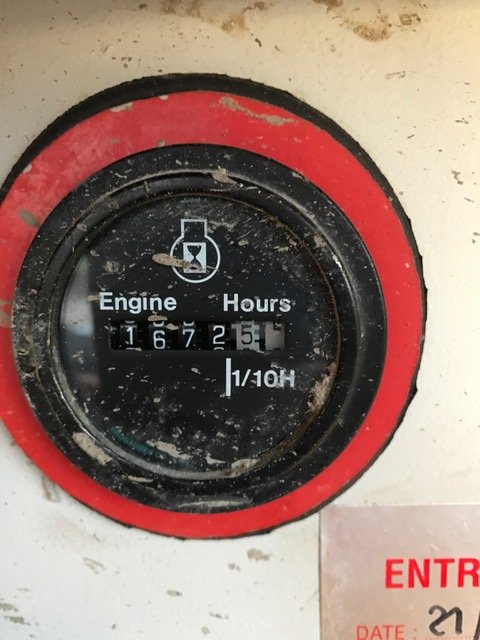 Engine Hours
16725
1/10H
ENTR
DATE: 21/